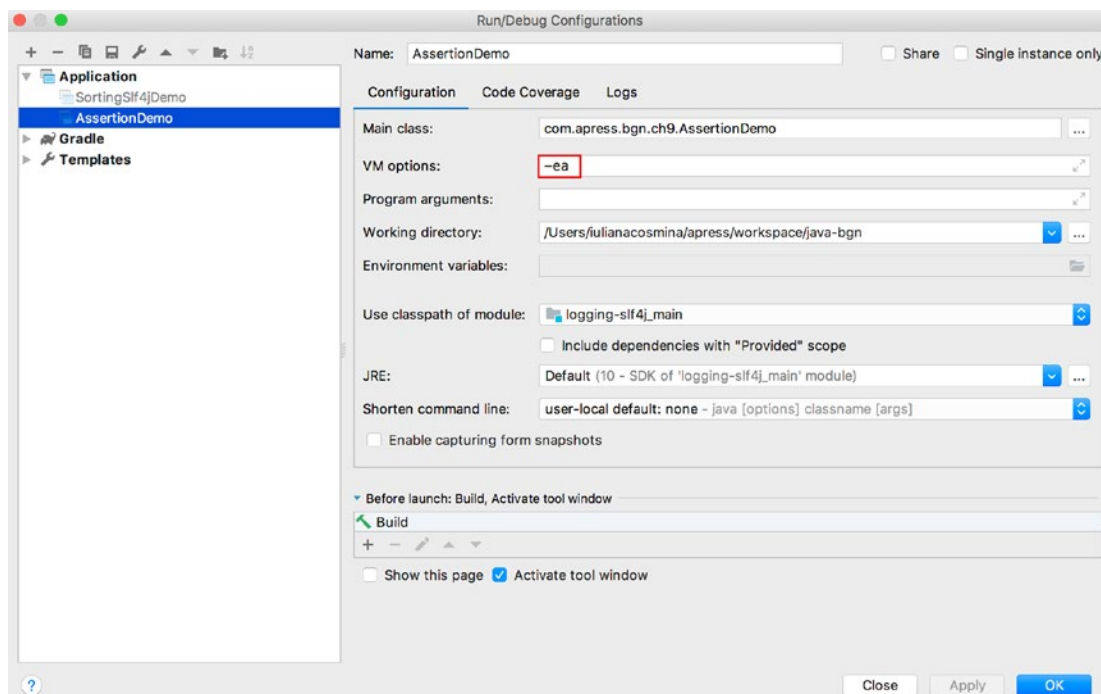 Run/Debug Configurations
Name: AssertionDemo Share Single instance only
Application
SortingSlf4jDemo
AssertionDemo
Gradle
Templates
Configuration Code Coverage Logs
Main class: com.apress.bgn.ch9.AssertionDemo ...
VM options: -ea
Program arguments:
Working directory: /Users/iulianacosmina/apress/workspace/java-bgn ...
Environment variables:
Use classpath of module: logging-slf4j_main
Include dependencies with "Provided" scope
JRE: Default (10 - SDK of 'logging-slf4j_main' module) ...
Shorten command line: user-local default: none - java [options] classname [args]
Enable capturing form snapshots
Before launch: Build, Activate tool window
Build
Show this page Activate tool window
? Close Apply OK